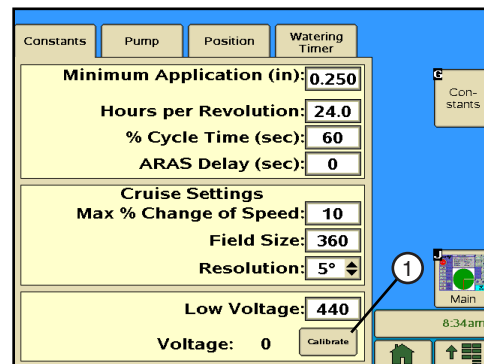 Constants
Pump
Position
Watering
Timer
Minimum Application (in): 0.250
Hours per Revolution: 24.0
% Cycle Time (sec): 60
ARAS Delay (sec): 0
Cruise Settings
Max % Change of Speed: 10
Field Size: 360
Resolution: 5°
Low Voltage: 440
Voltage: 0 Calibrate
1
G
Con-
stants
J
Main
8:34am